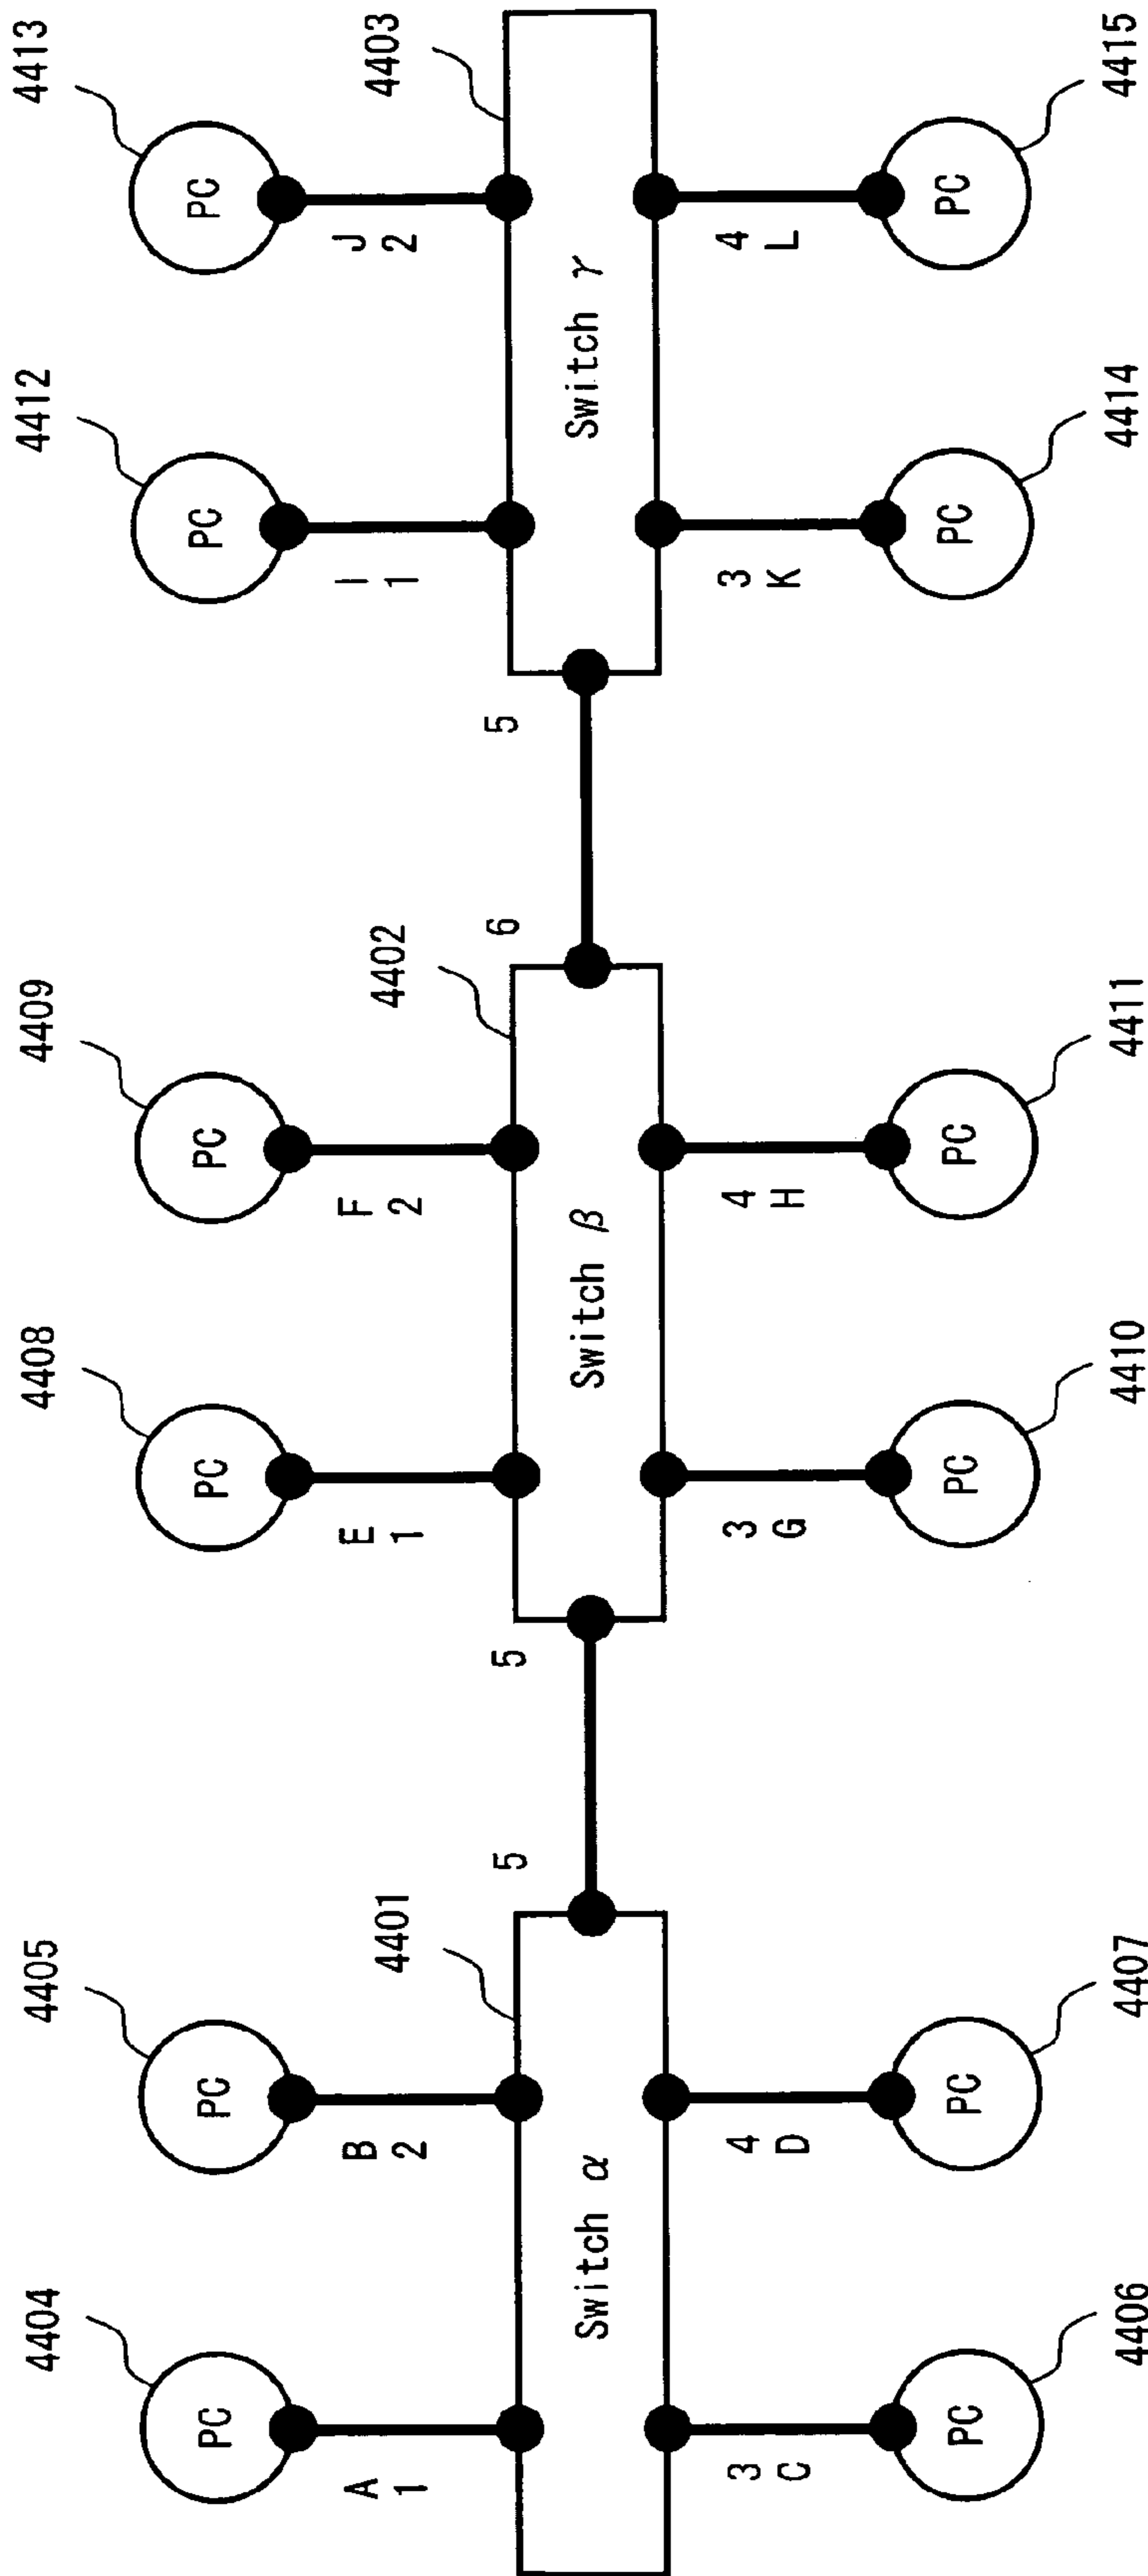 4404
4405
4408
4409
4412
4413
PC
PC
PC
PC
PC
PC
A
1
B
2
E
1
F
2
I
1
J
2
4401
4402
4403
5
5
6
5
Switch α
Switch β
Switch γ
3
C
4
D
3
G
4
H
3
K
4
L
PC
PC
PC
PC
PC
PC
4406
4407
4410
4411
4414
4415